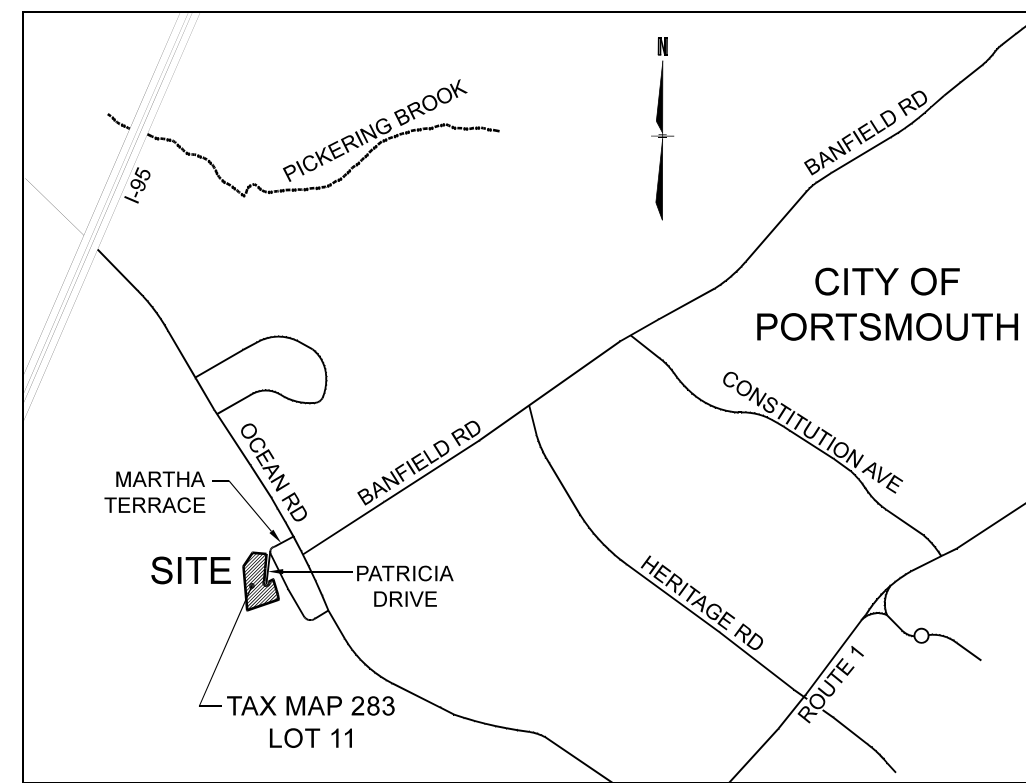 N
PICKERING BROOK
BANFIELD RD
I-95
CITY OF
PORTSMOUTH
CONSTITUTION AVE
OCEAN RD
BANFIELD RD
MARTHA
TERRACE
SITE
PATRICIA
DRIVE
HERITAGE RD
ROUTE 1
TAX MAP 283
LOT 11